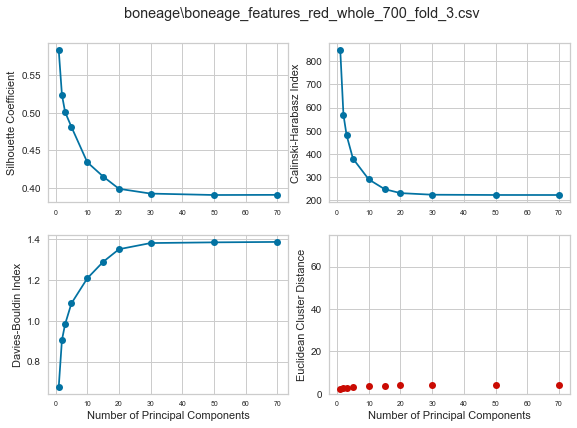 boneage\boneage_features_red_whole_700_fold_3.csv
Silhouette Coefficient
0.55
0.50
0.45
0.40
0 10 20 30 40 50 60 70
Calinski-Harabasz Index
800
700
600
500
400
300
200
0 10 20 30 40 50 60 70
Davies-Bouldin Index
1.4
1.2
1.0
0.8
0 10 20 30 40 50 60 70
Number of Principal Components
Euclidean Cluster Distance
60
40
20
0
0 10 20 30 40 50 60 70
Number of Principal Components